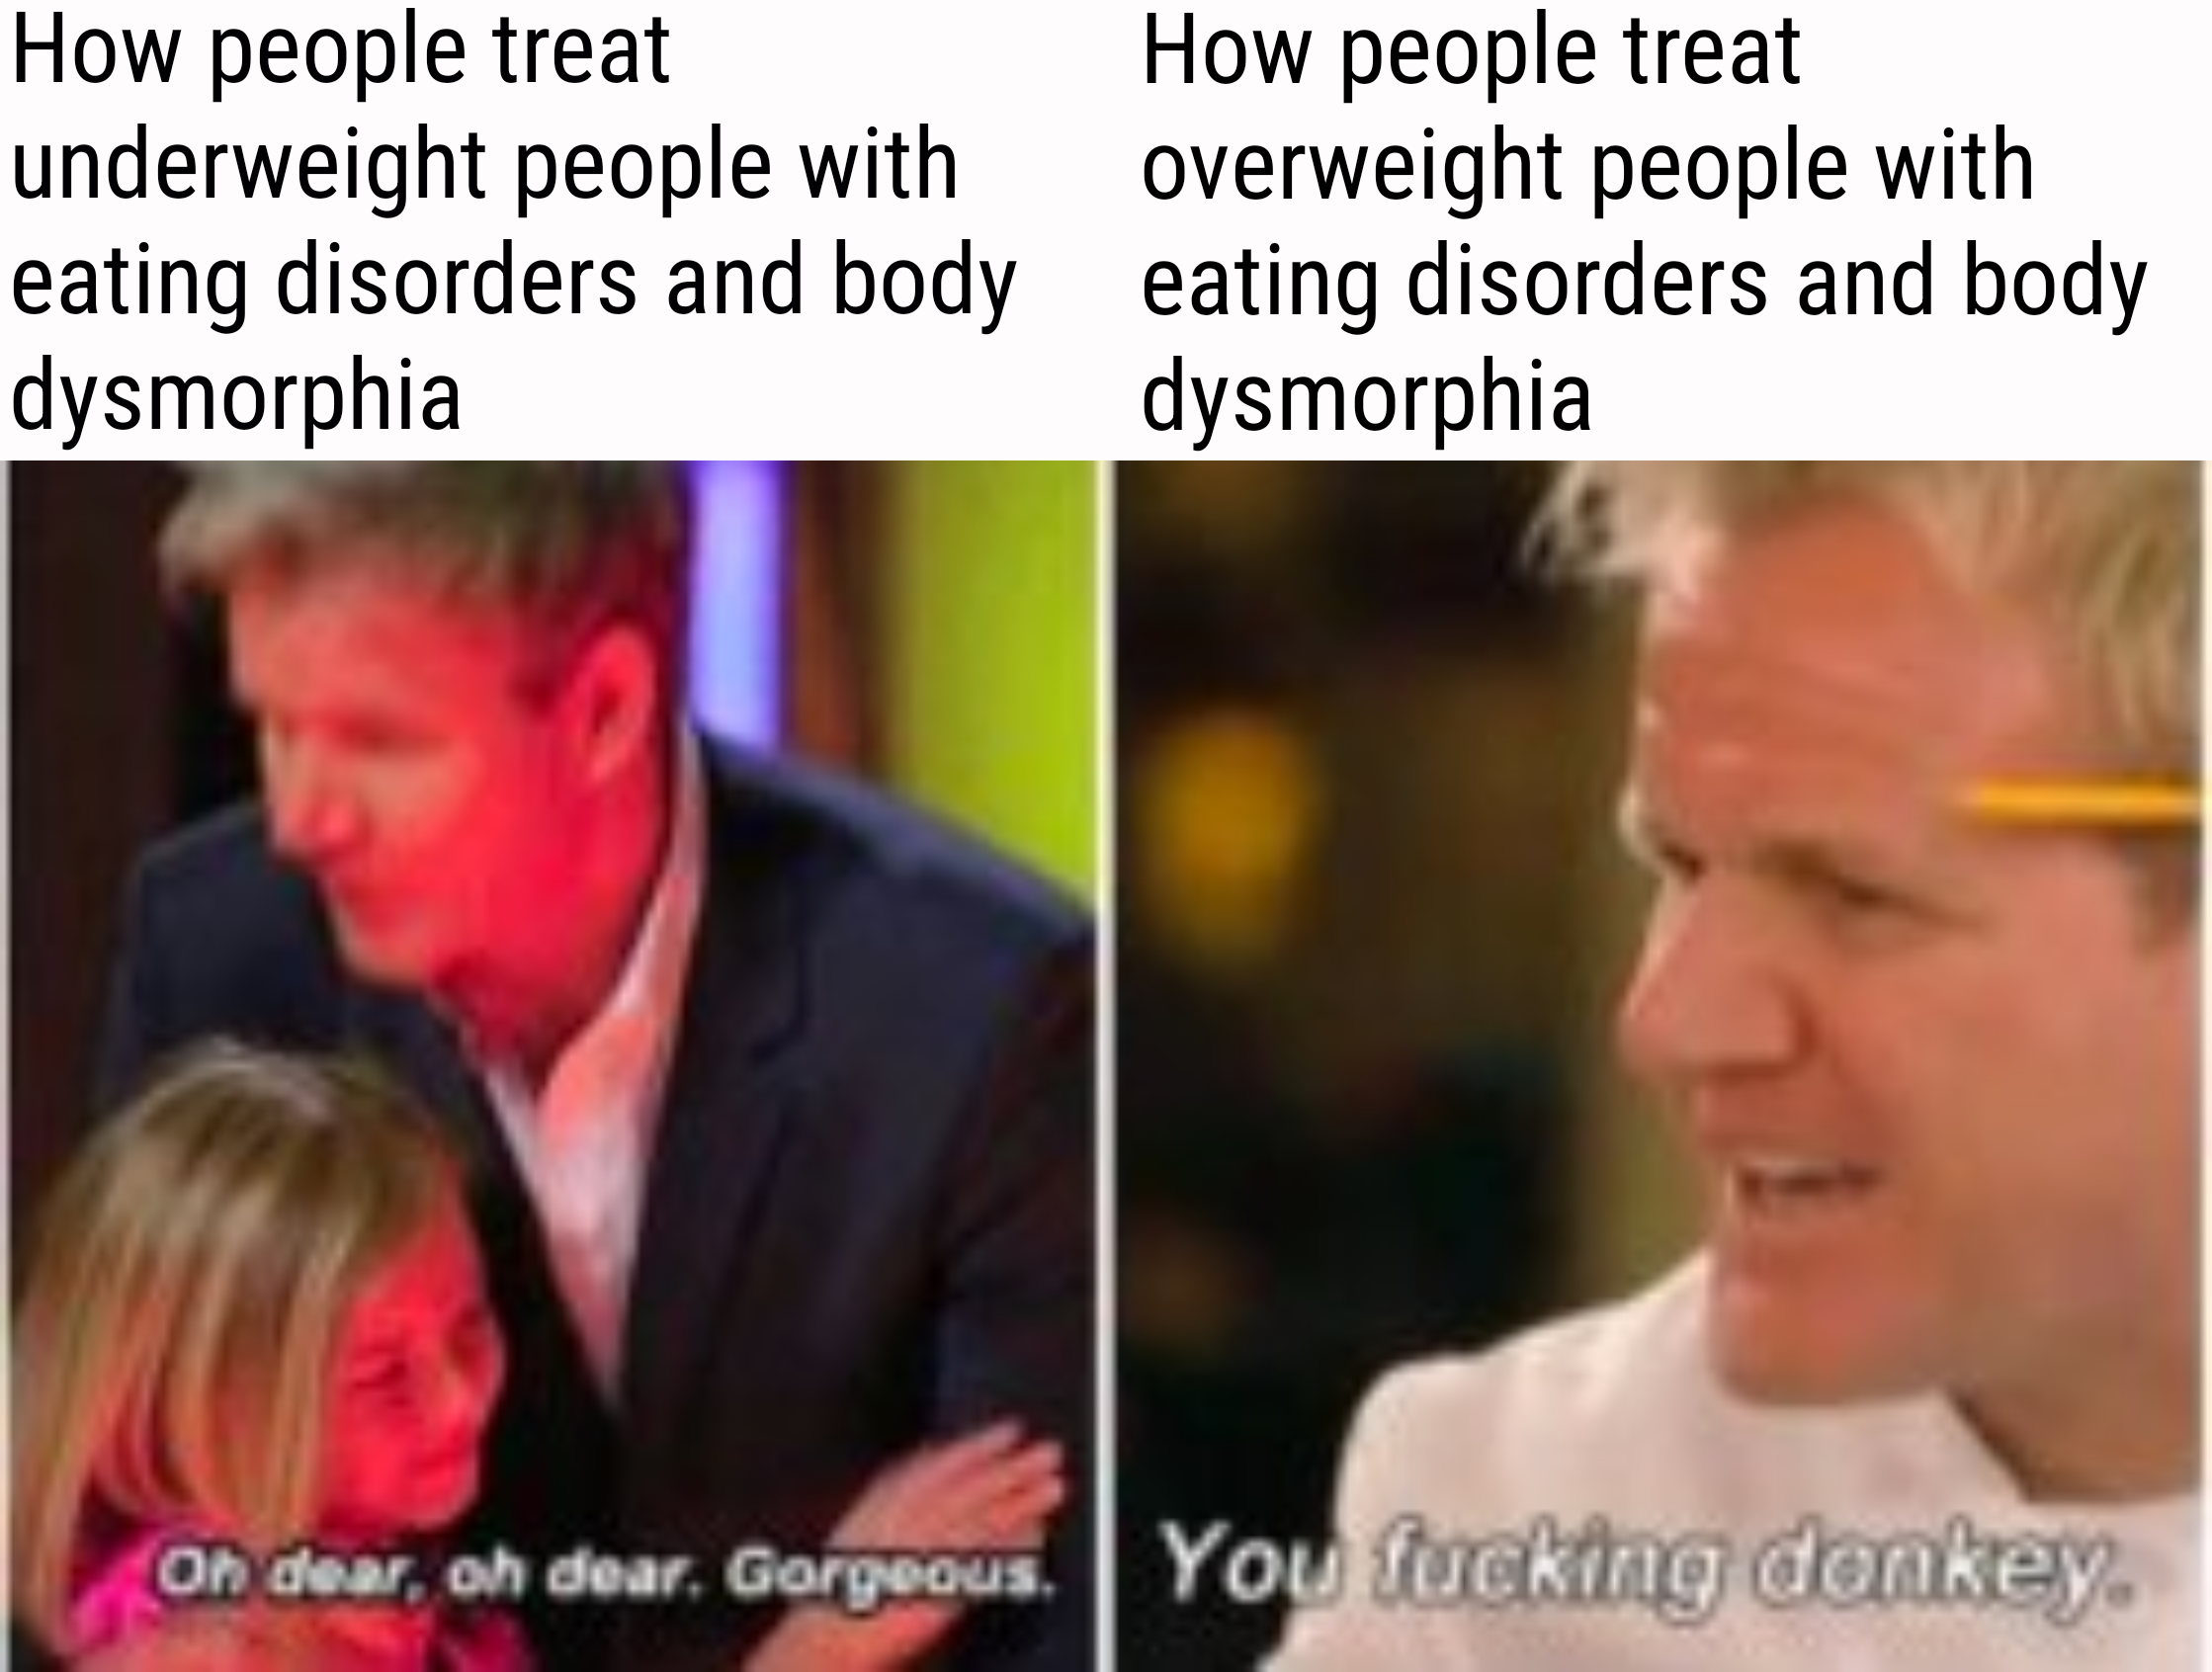 How people treat
underweight people with
eating disorders and body
dysmorphia
How people treat
overweight people with
eating disorders and body
dysmorphia
Oh dear, oh dear. Gorgeous.
You fucking donkey.